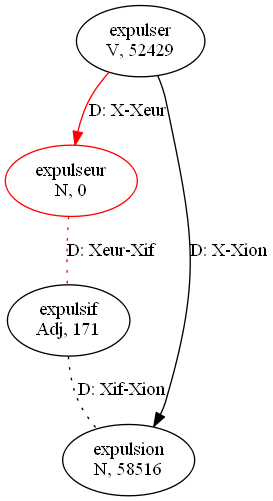 expulser
V, 52429
D: X-Xeur
expulseur
N, 0
D: Xeur-Xif
D: X-Xion
expulsif
Adj, 171
D: Xif-Xion
expulsion
N, 58516